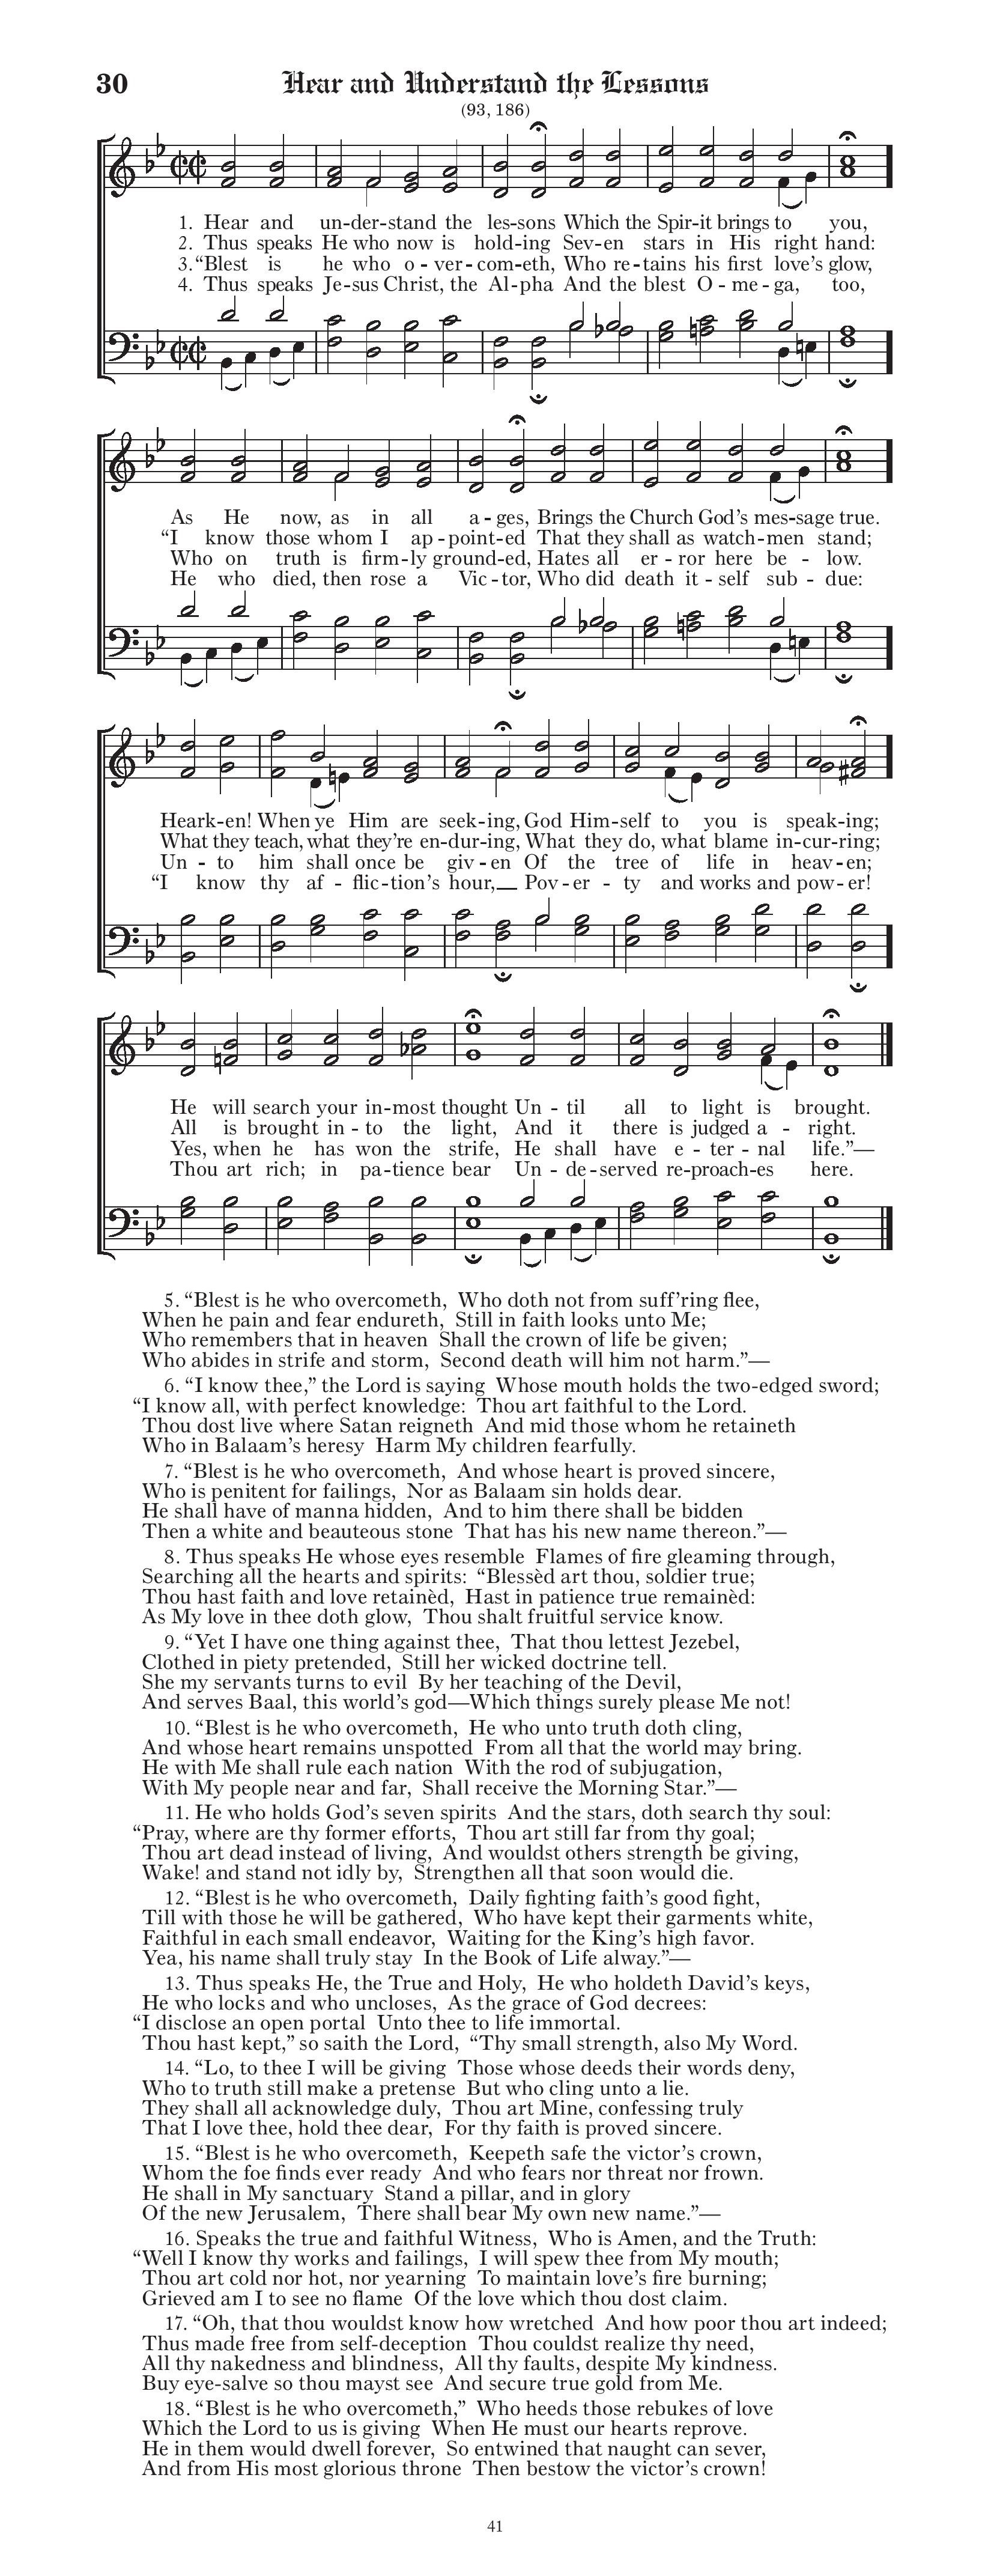 30 Hear and Understand the Lessons
(93, 186)
1. Hear and un-der-stand the les-sons Which the Spir-it brings to you,
2. Thus speaks He who now is hold-ing Sev-en stars in His right hand:
3. “Blest is he who o-ver-com-eth, Who re-tains his first love’s glow,
4. Thus speaks Je-sus Christ, the Al-pha And the blest O-me-ga, too,
As He now, as in all a-ges, Brings the Church God’s mes-sage true.
“I know those whom I ap-point-ed That they shall as watch-men stand;
Who on truth is firm-ly ground-ed, Hates all er-ror here be-low.
He who died, then rose a Vic-tor, Who did death it-self sub-due:
Heark-en! When ye Him are seek-ing, God Him-self to you is speak-ing;
What they teach, what they’re en-dur-ing, What they do, what blame in-cur-ring;
Un-to him shall once be giv-en Of the tree of life in heav-en;
“I know thy af-flic-tion’s hour, Pov-er-ty and works and pow-er!
He will search your in-most thought Un-til all to light is brought.
All is brought in-to the light, And it there is judged a-right.
Yes, when he has won the strife, He shall have e-ter-nal life.”—
Thou art rich; in pa-tience bear Un-de-served re-proach-es here.
5. “Blest is he who overcometh, Who doth not from suff’ring flee,
When he pain and fear endureth, Still in faith looks unto Me;
Who remembers that in heaven Shall the crown of life be given;
Who abides in strife and storm, Second death will him not harm.”—
6. “I know thee,” the Lord is saying Whose mouth holds the two-edged sword;
“I know all, with perfect knowledge: Thou art faithful to the Lord.
Thou dost live where Satan reigneth And mid those whom he retaineth
Who in Balaam’s heresy Harm My children fearfully.
7. “Blest is he who overcometh, And whose heart is proved sincere,
Who is penitent for failings, Nor as Balaam sin holds dear.
He shall have of manna hidden, And to him there shall be bidden
Then a white and beauteous stone That has his new name thereon.”—
8. Thus speaks He whose eyes resemble Flames of fire gleaming through,
Searching all the hearts and spirits: “Blessèd art thou, soldier true;
Thou hast faith and love retainèd, Hast in patience true remainèd:
As My love in thee doth glow, Thou shalt fruitful service know.
9. “Yet I have one thing against thee, That thou lettest Jezebel,
Clothed in piety pretended, Still her wicked doctrine tell.
She my servants turns to evil By her teaching of the Devil,
And serves Baal, this world’s god—Which things surely please Me not!
10. “Blest is he who overcometh, He who unto truth doth cling,
And whose heart remains unspotted From all that the world may bring.
He with Me shall rule each nation With the rod of subjugation,
With My people near and far, Shall receive the Morning Star.”—
11. He who holds God’s seven spirits And the stars, doth search thy soul:
“Pray, where are thy former efforts, Thou art still far from thy goal;
Thou art dead instead of living, And wouldst others strength be giving,
Wake! and stand not idly by, Strengthen all that soon would die.
12. “Blest is he who overcometh, Daily fighting faith’s good fight,
Till with those he will be gathered, Who have kept their garments white,
Faithful in each small endeavor, Waiting for the King’s high favor.
Yea, his name shall truly stay In the Book of Life alway.”—
13. Thus speaks He, the True and Holy, He who holdeth David’s keys,
He who locks and who uncloses, As the grace of God decrees:
“I disclose an open portal Unto thee to life immortal.
Thou hast kept,” so saith the Lord, “Thy small strength, also My Word.
14. “Lo, to thee I will be giving Those whose deeds their words deny,
Who to truth still make a pretense But who cling unto a lie.
They shall all acknowledge duly, Thou art Mine, confessing truly
That I love thee, hold thee dear, For thy faith is proved sincere.
15. “Blest is he who overcometh, Keepeth safe the victor’s crown,
Whom the foe finds ever ready And who fears nor threat nor frown.
He shall in My sanctuary Stand a pillar, and in glory
Of the new Jerusalem, There shall bear My own new name.”—
16. Speaks the true and faithful Witness, Who is Amen, and the Truth:
“Well I know thy works and failings, I will spew thee from My mouth;
Thou art cold nor hot, nor yearning To maintain love’s fire burning;
Grieved am I to see no flame Of the love which thou dost claim.
17. “Oh, that thou wouldst know how wretched And how poor thou art indeed;
Thus made free from self-deception Thou couldst realize thy need,
All thy nakedness and blindness, All thy faults, despite My kindness.
Buy eye-salve so thou mayst see And secure true gold from Me.
18. “Blest is he who overcometh,” Who heeds those rebukes of love
Which the Lord to us is giving When He must our hearts reprove.
He in them would dwell forever, So entwined that naught can sever,
And from His most glorious throne Then bestow the victor’s crown!
41